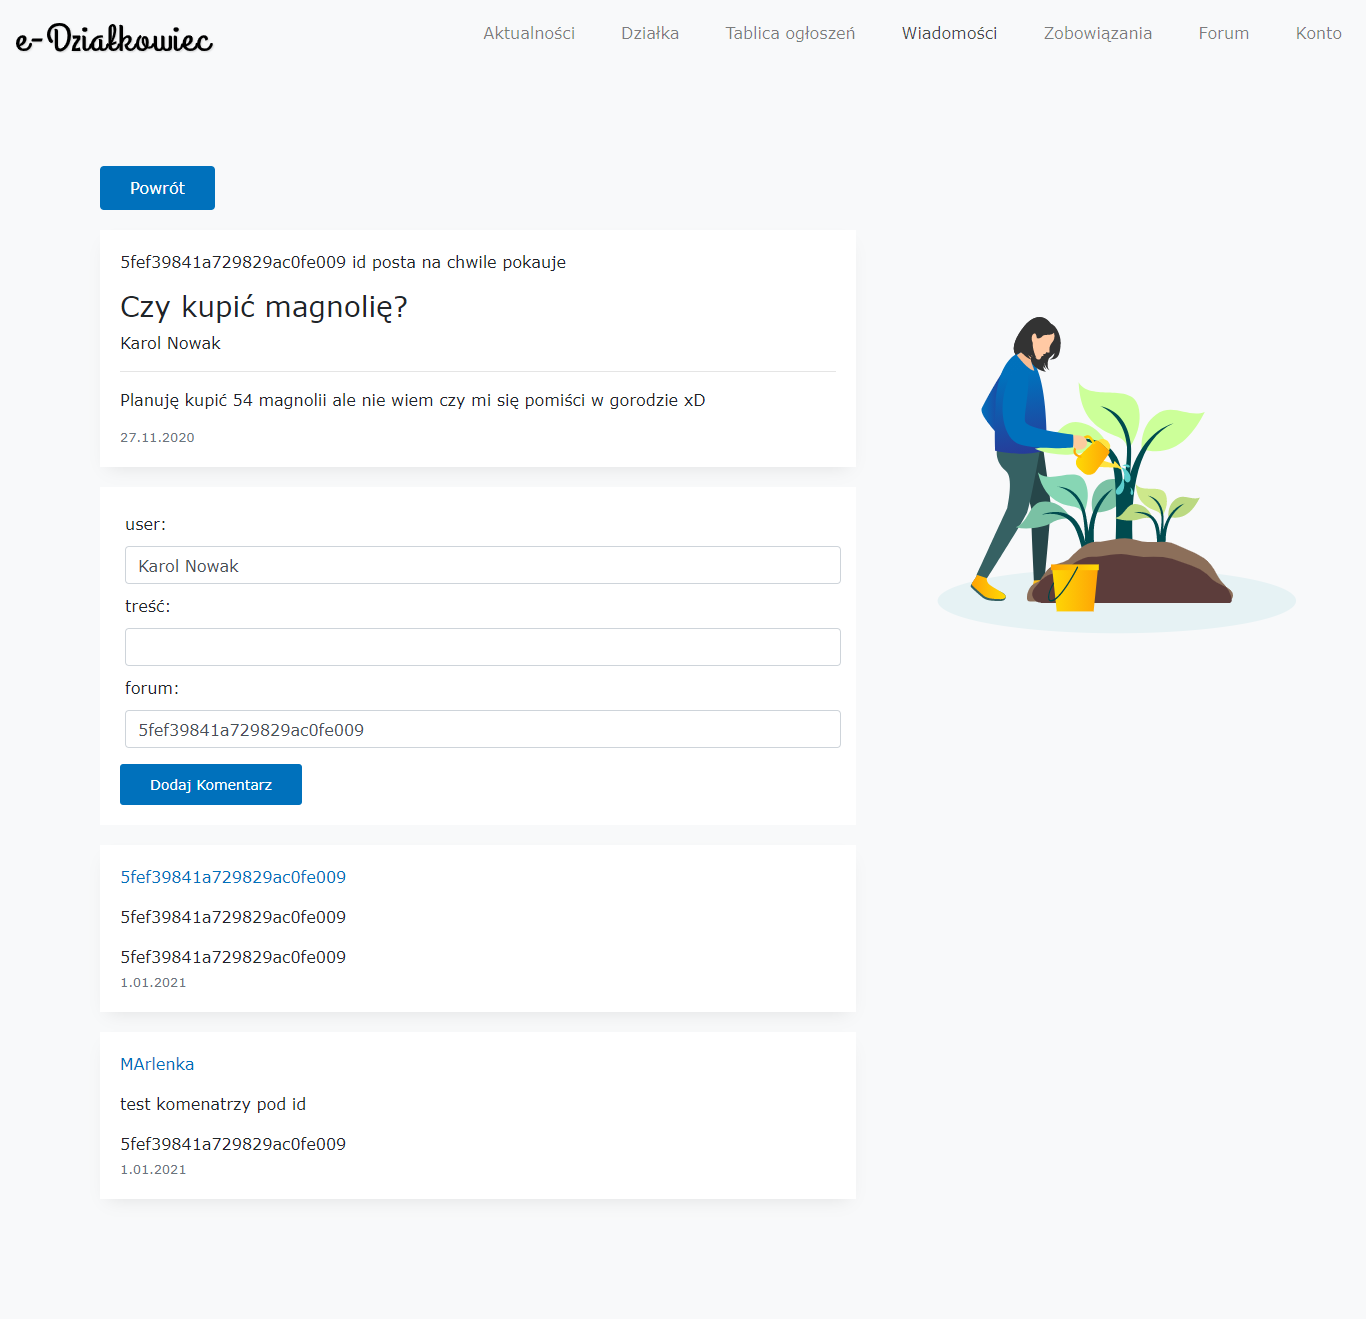 e-Działkowiec
Aktualności Działka Tablica ogłoszeń Wiadomości Zobowiązania Forum Konto
Powrót
5fef39841a729829ac0fe009 id posta na chwile pokauje
Czy kupić magnolię?
Karol Nowak
Planuję kupić 54 magnolii ale nie wiem czy mi się pomiści w gorodzie xD
27.11.2020
user:
Karol Nowak
treść:
forum:
5fef39841a729829ac0fe009
Dodaj Komentarz
5fef39841a729829ac0fe009
5fef39841a729829ac0fe009
5fef39841a729829ac0fe009
1.01.2021
MArlenka
test komenatrzy pod id
5fef39841a729829ac0fe009
1.01.2021